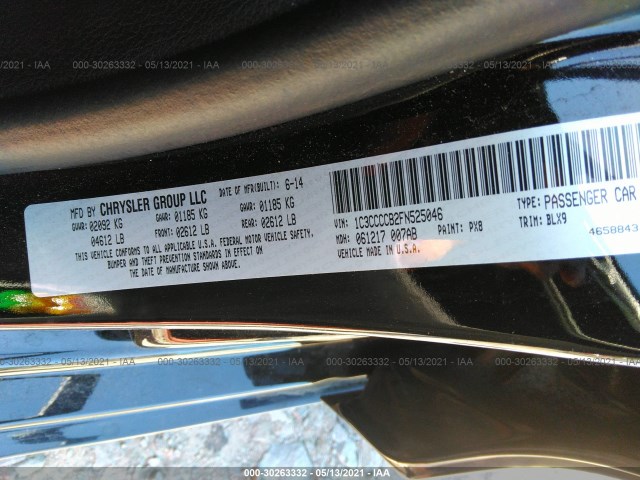 000-30263332 - 05/13/2021 - IAA 000-30263332 - 05/13/2021 - IAA 000-30263332 - 05/13/2021 - IAA
MFD BY CHRYSLER GROUP LLC DATE OF MFR(BUILT): 6-14
GVWR: 02092 KG GAWR: 01185 KG GAWR: 01185 KG
04612 LB FRONT: 02612 LB REAR: 02612 LB
THIS VEHICLE CONFORMS TO ALL APPLICABLE U.S.A. FEDERAL MOTOR VEHICLE SAFETY,
BUMPER AND THEFT PREVENTION STANDARDS IN EFFECT ON
THE DATE OF MANUFACTURE SHOWN ABOVE.
VIN: 1C3CCCCB2FN525046 TYPE: PASSENGER CAR
MDH: 061217 007AB PAINT: PX8 TRIM: BLX9
VEHICLE MADE IN U.S.A. 4658843
000-30263332 - 05/13/2021 - IAA 000-30263332 - 05/13/2021 - IAA
000-30263332 - 05/13/2021 - IAA